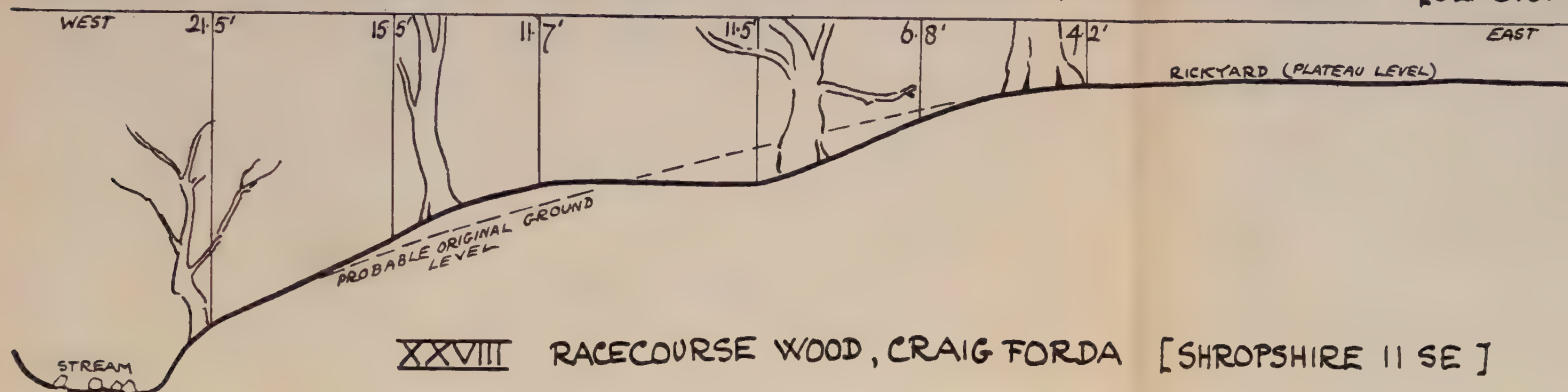 WEST 21·5' 15·5' 11·7' 11·5' 6·8' 4·2' EAST
RICKYARD (PLATEAU LEVEL)
PROBABLE ORIGINAL GROUND
LEVEL
STREAM
XXVIII RACECOURSE WOOD, CRAIG FORDA [SHROPSHIRE 11 SE]